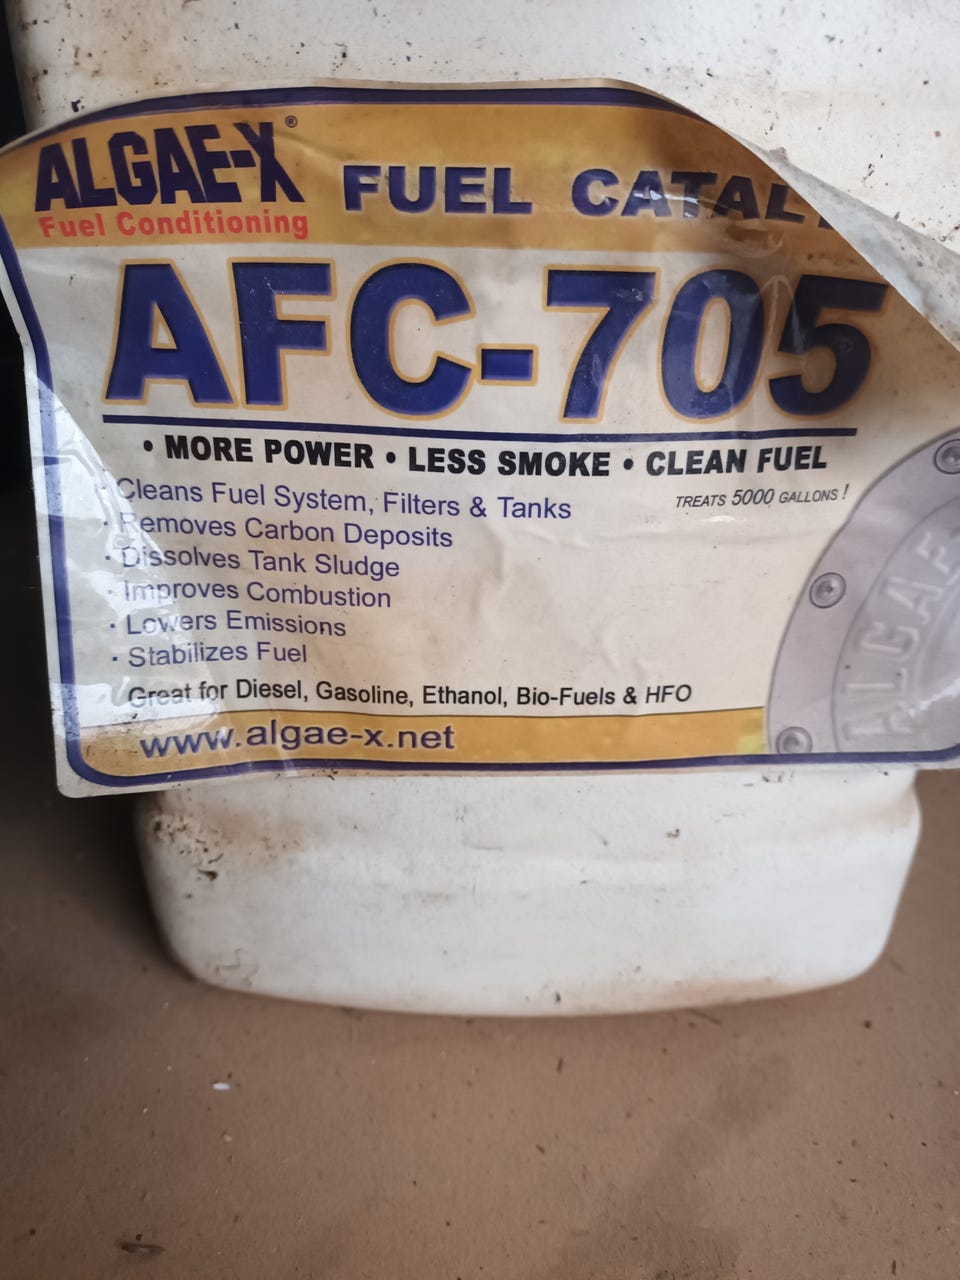 ALGAE-X®
Fuel Conditioning
FUEL CATAL
AFC-705
• MORE POWER • LESS SMOKE • CLEAN FUEL
TREATS 5000 GALLONS!
· Cleans Fuel System, Filters & Tanks
· Removes Carbon Deposits
· Dissolves Tank Sludge
· Improves Combustion
· Lowers Emissions
· Stabilizes Fuel
Great for Diesel, Gasoline, Ethanol, Bio-Fuels & HFO
www.algae-x.net
ALGAE